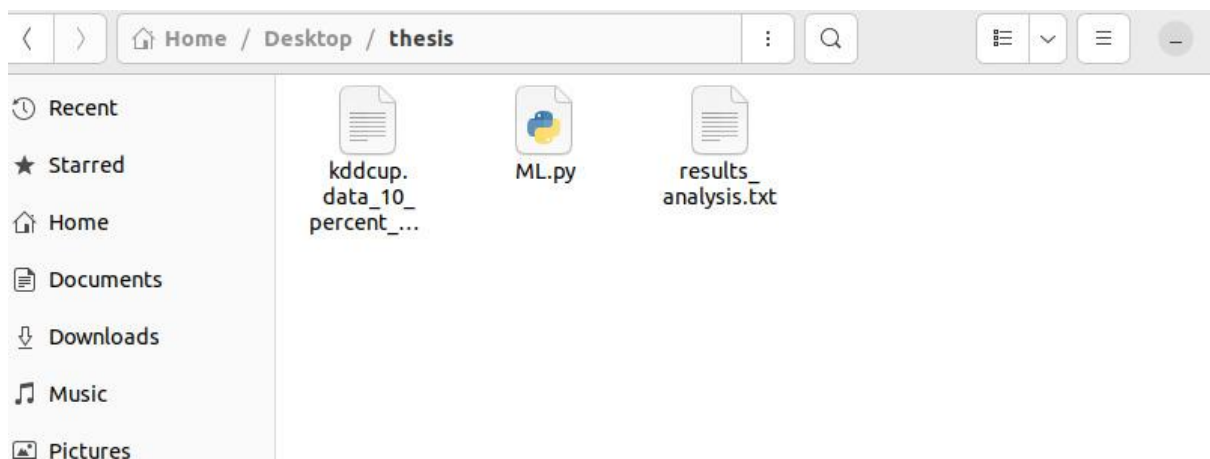 Home / Desktop / thesis
Recent
Starred
Home
Documents
Downloads
Music
Pictures
kddcup.
data_10_
percent_...
ML.py
results_
analysis.txt